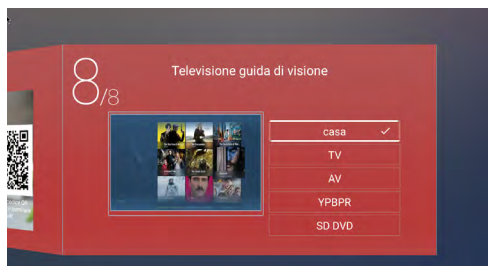 8/8
Televisione guida di visione
casa
TV
AV
YPBPR
SD DVD